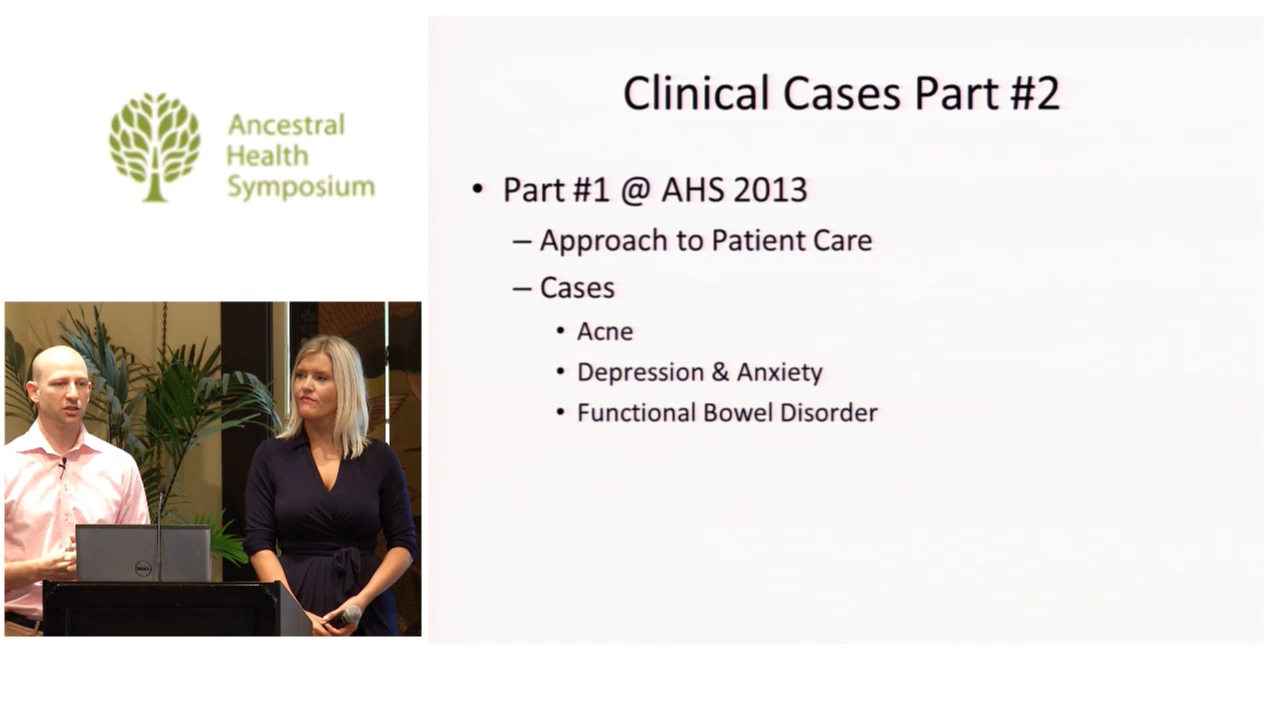 Ancestral
Health
Symposium
Clinical Cases Part #2
• Part #1 @ AHS 2013
– Approach to Patient Care
– Cases
• Acne
• Depression & Anxiety
• Functional Bowel Disorder
DELL